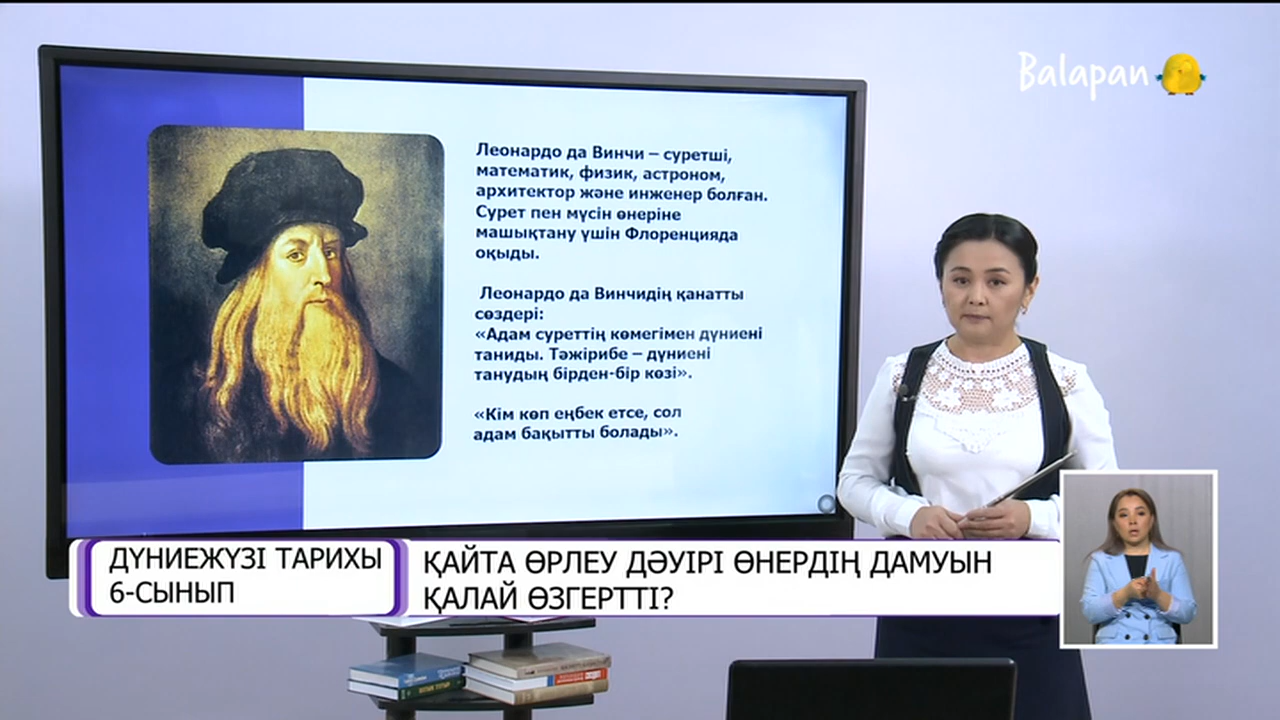 Balapan
Леонардо да Винчи – суретші,
математик, физик, астроном,
архитектор және инженер болған.
Сурет пен мүсін өнеріне
машықтану үшін Флоренцияда
оқыды.
Леонардо да Винчидің қанатты
сөздері:
«Адам суреттің көмегімен дүниені
таниды. Тәжірибе – дүниені
танудың бірден-бір көзі».
«Кім көп еңбек етсе, сол
адам бақытты болады».
ДҮНИЕЖҮЗІ ТАРИХЫ
6-СЫНЫП
ҚАЙТА ӨРЛЕУ ДӘУІРІ ӨНЕРДІҢ ДАМУЫН
ҚАЛАЙ ӨЗГЕРТТІ?